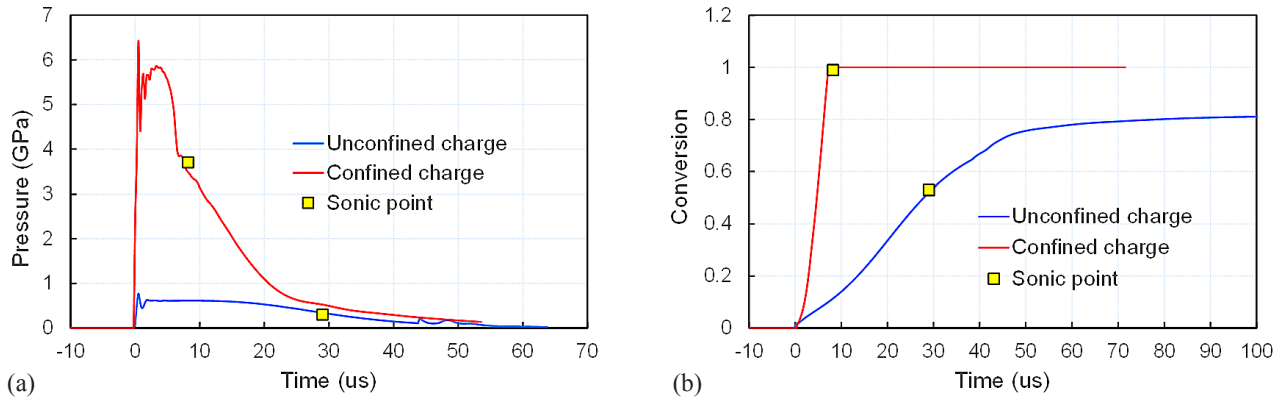 7
6
5
4
3
2
1
0
Pressure (GPa)
Unconfined charge
Confined charge
Sonic point
-10 0 10 20 30 40 50 60 70
Time (us)
(a)
1.2
1
0.8
0.6
0.4
0.2
0
Conversion
Unconfined charge
Confined charge
Sonic point
-10 0 10 20 30 40 50 60 70 80 90 100
Time (us)
(b)